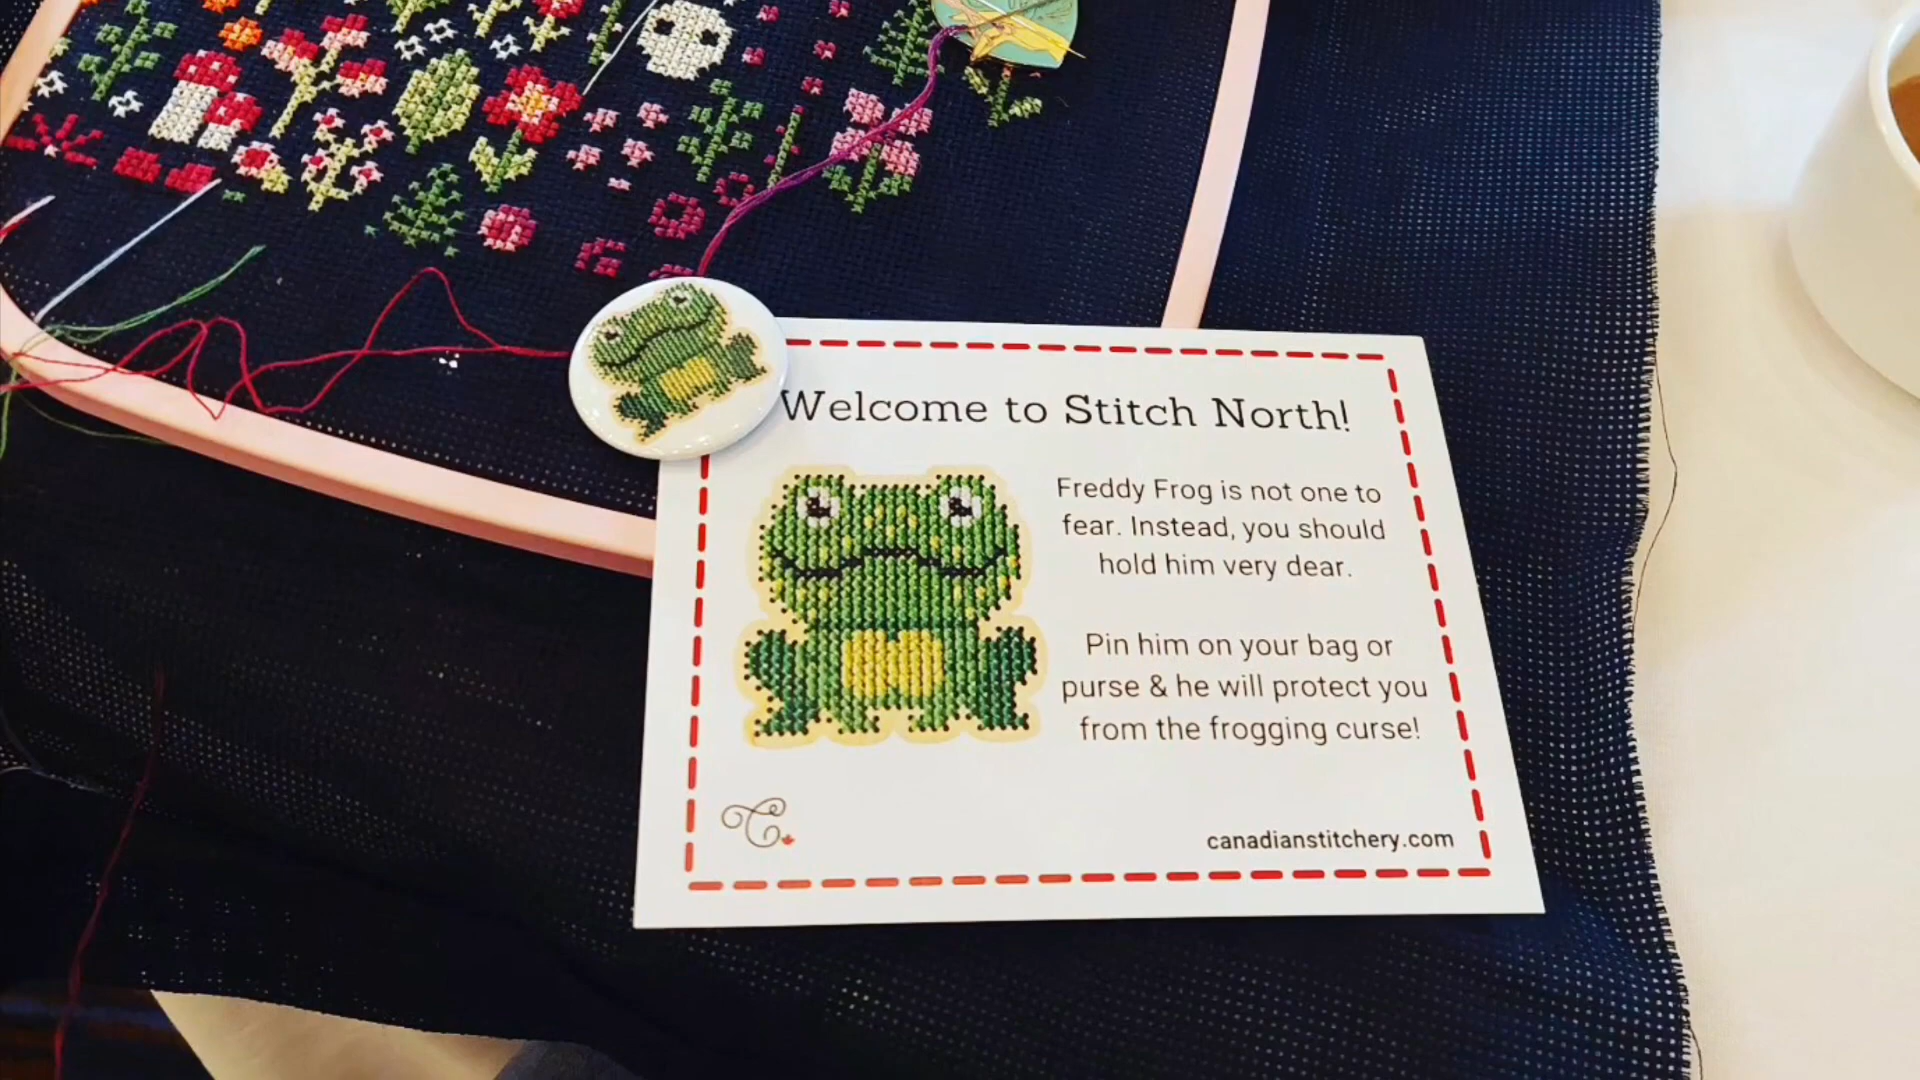 Welcome to Stitch North!
Freddy Frog is not one to
fear. Instead, you should
hold him very dear.
Pin him on your bag or
purse & he will protect you
from the frogging curse!
canadianstitchery.com